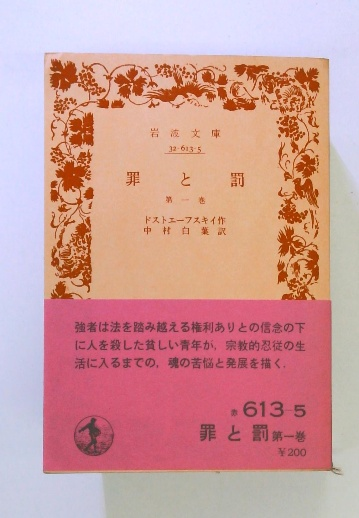 岩波文庫
32-613-5
罪と罰
第一巻
ドストエーフスキイ作
中村白葉訳
強者は法を踏み越える権利ありとの信念の下
に人を殺した貧しい青年が,宗教的忍従の生
活に入るまでの,魂の苦悩と発展を描く.
613-5
罪と罰第一巻
¥200